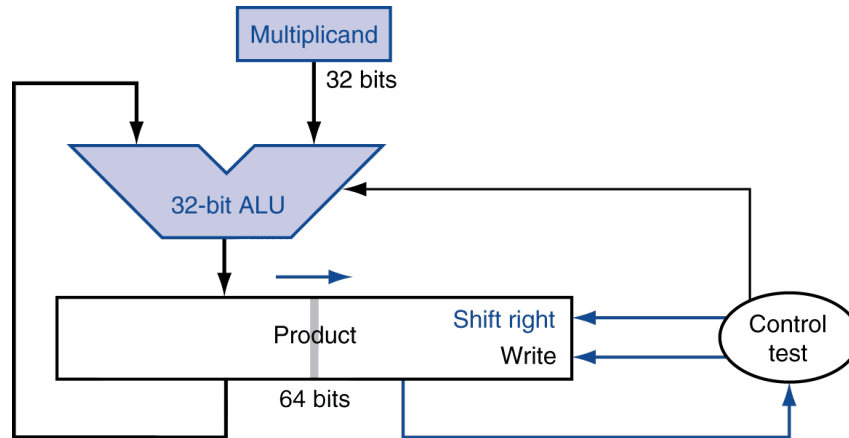 Multiplicand
32 bits
32-bit ALU
Product
Shift right
Write
Control
test
64 bits